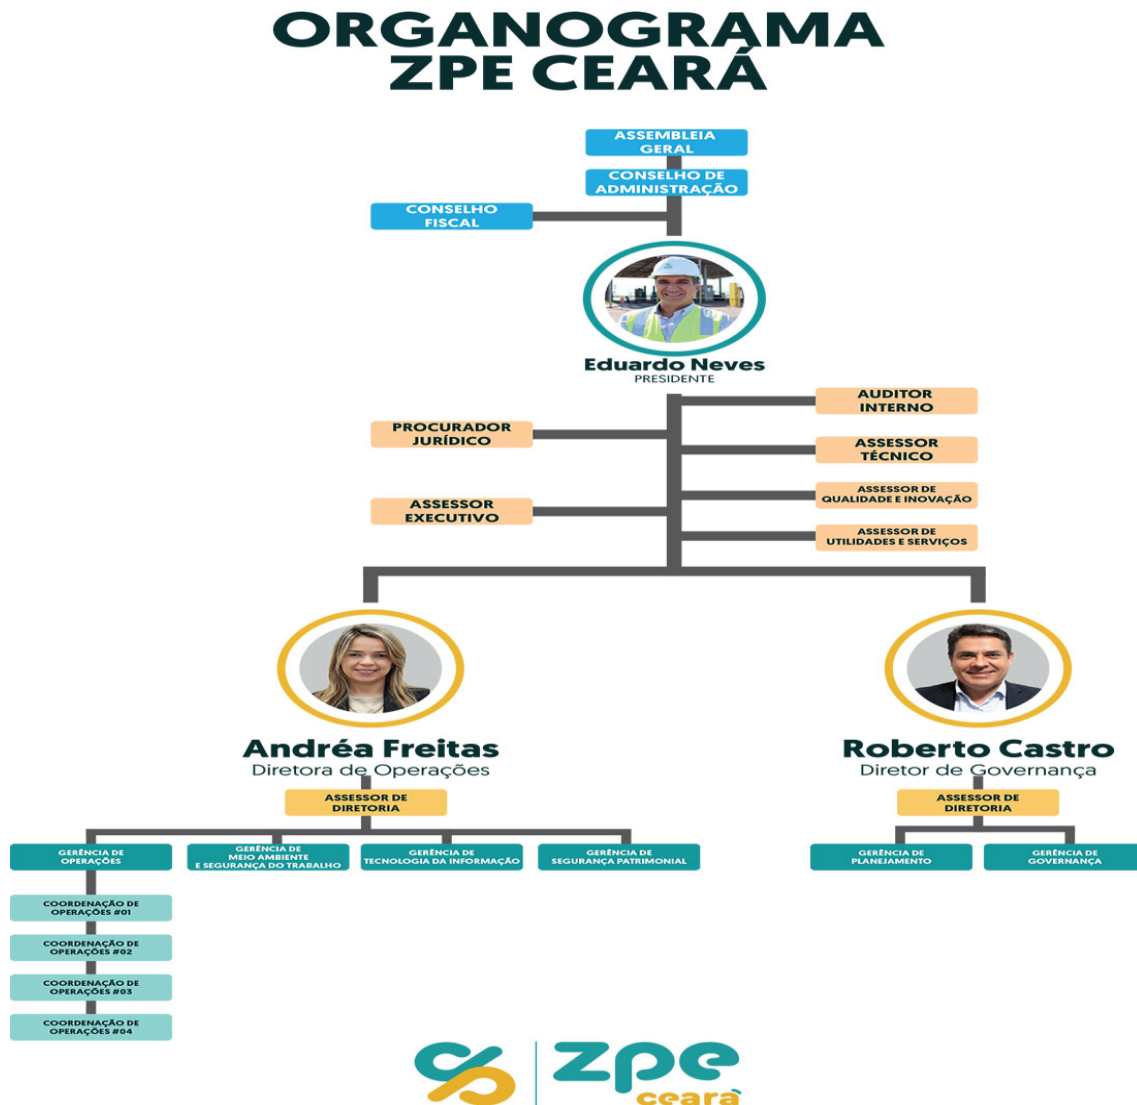 ORGANOGRAMA
ZPE CEARÁ
ASSEMBLEIA
GERAL
CONSELHO DE
ADMINISTRAÇÃO
CONSELHO
FISCAL
Eduardo Neves
PRESIDENTE
AUDITOR
INTERNO
PROCURADOR
JURÍDICO
ASSESSOR
TÉCNICO
ASSESSOR DE
QUALIDADE E INOVAÇÃO
ASSESSOR
EXECUTIVO
ASSESSOR DE
UTILIDADES E SERVIÇOS
Andréa Freitas
Diretora de Operações
Roberto Castro
Diretor de Governança
ASSESSOR DE
DIRETORIA
ASSESSOR DE
DIRETORIA
GERÊNCIA DE
OPERAÇÕES
GERÊNCIA DE
MEIO AMBIENTE
E SEGURANÇA DO TRABALHO
GERÊNCIA DE
TECNOLOGIA DA INFORMAÇÃO
GERÊNCIA DE
SEGURANÇA PATRIMONIAL
GERÊNCIA DE
PLANEJAMENTO
GERÊNCIA DE
GOVERNANÇA
COORDENAÇÃO DE
OPERAÇÕES #01
COORDENAÇÃO DE
OPERAÇÕES #02
COORDENAÇÃO DE
OPERAÇÕES #03
COORDENAÇÃO DE
OPERAÇÕES #04
zpe
ceará